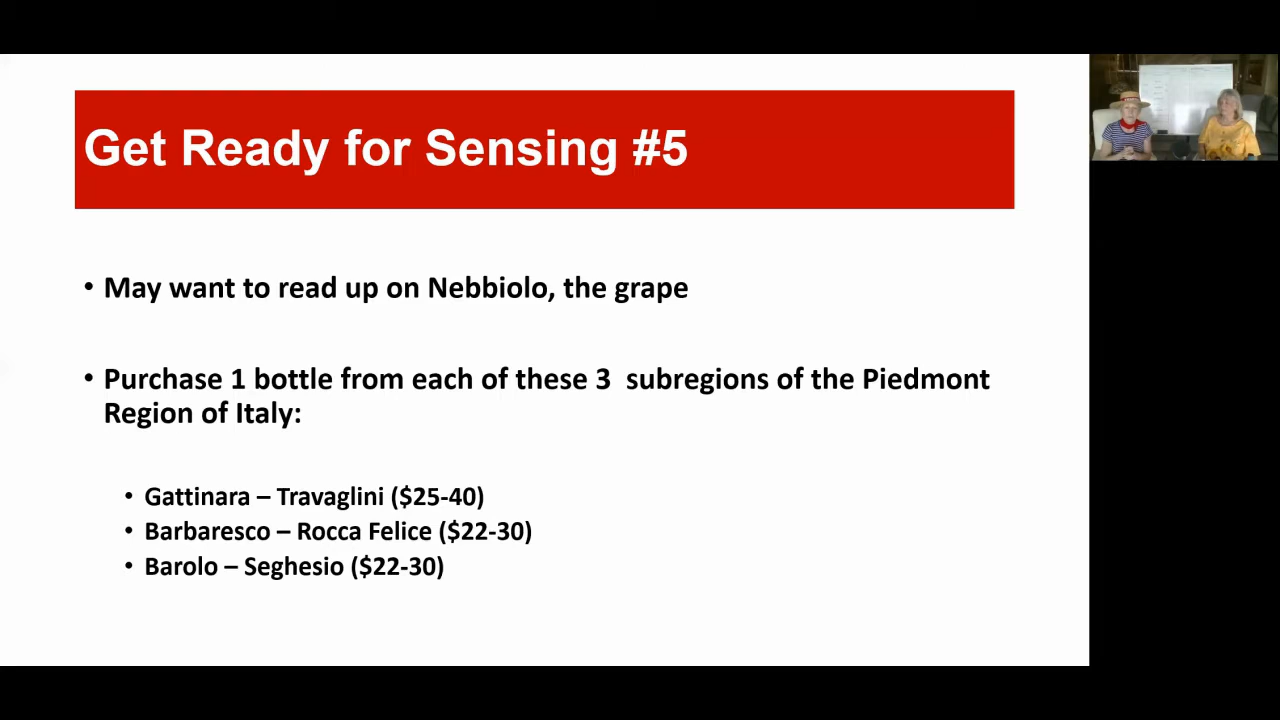 Get Ready for Sensing #5
• May want to read up on Nebbiolo, the grape
• Purchase 1 bottle from each of these 3  subregions of the Piedmont
Region of Italy:
• Gattinara – Travaglini ($25-40)
• Barbaresco – Rocca Felice ($22-30)
• Barolo – Seghesio ($22-30)